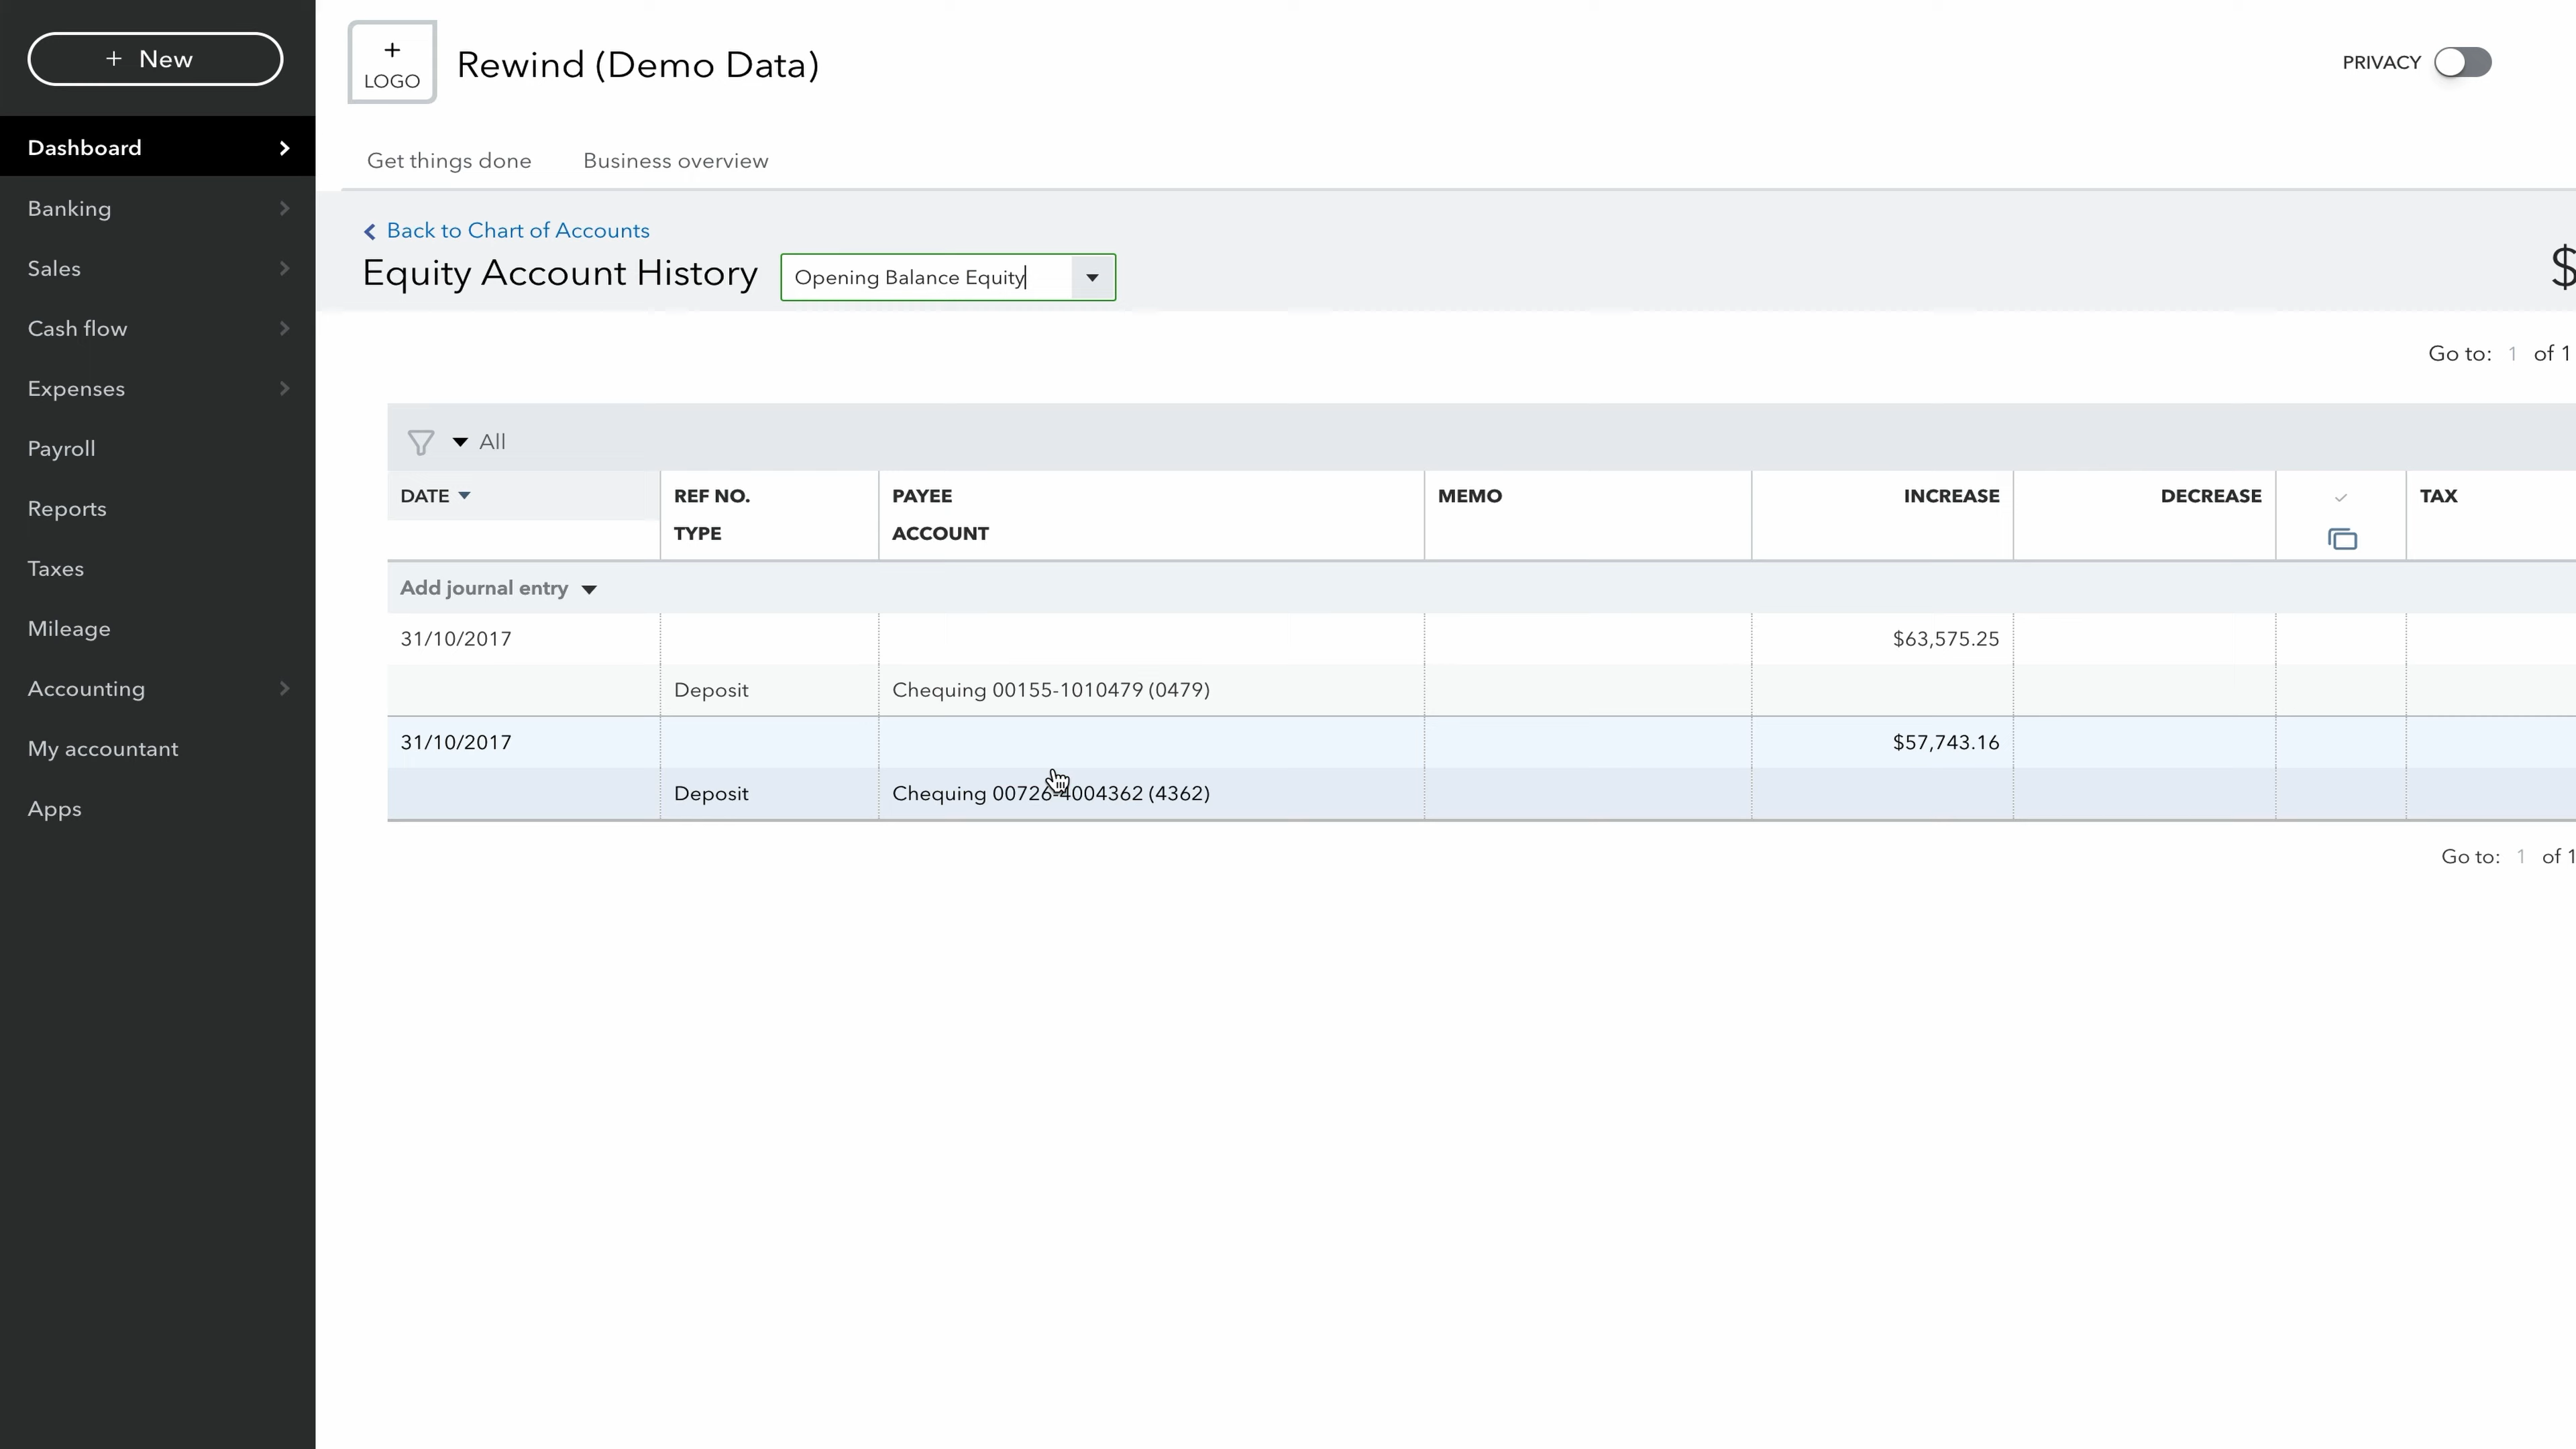 + New
Dashboard
Banking
Sales
Cash flow
Expenses
Payroll
Reports
Taxes
Mileage
Accounting
My accountant
Apps
+
LOGO
Rewind (Demo Data)
PRIVACY
Get things done Business overview
Back to Chart of Accounts
Equity Account History Opening Balance Equity
$
Go to: 1 of 1
All
DATE REF NO. PAYEE MEMO INCREASE DECREASE TAX
TYPE ACCOUNT
Add journal entry
31/10/2017 $63,575.25
Deposit Chequing 00155-1010479 (0479)
31/10/2017 $57,743.16
Deposit Chequing 00726-4004362 (4362)
Go to: 1 of 1